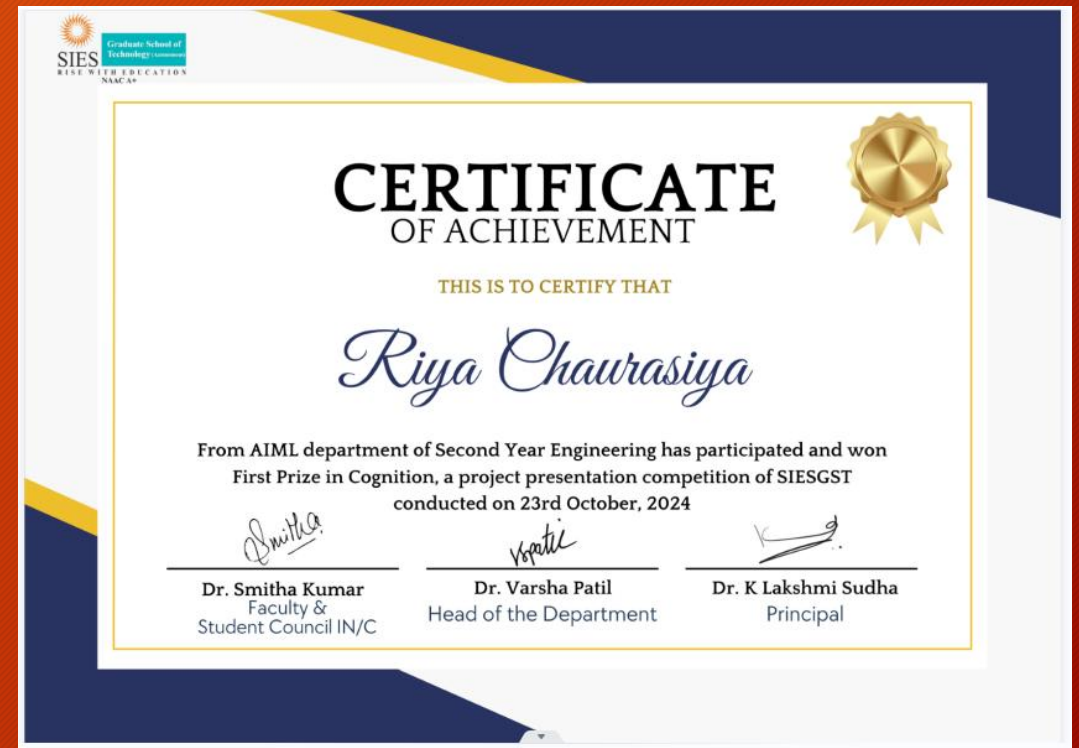 SIES
Graduate School of
Technology (Autonomous)
RISE WITH EDUCATION
NAAC A+
CERTIFICATE
OF ACHIEVEMENT
THIS IS TO CERTIFY THAT
Riya Chaurasiya
From AIML department of Second Year Engineering has participated and won
First Prize in Cognition, a project presentation competition of SIESGST
conducted on 23rd October, 2024
Smitha
vspatil
Dr. Smitha Kumar
Faculty &
Student Council IN/C
Dr. Varsha Patil
Head of the Department
Dr. K Lakshmi Sudha
Principal